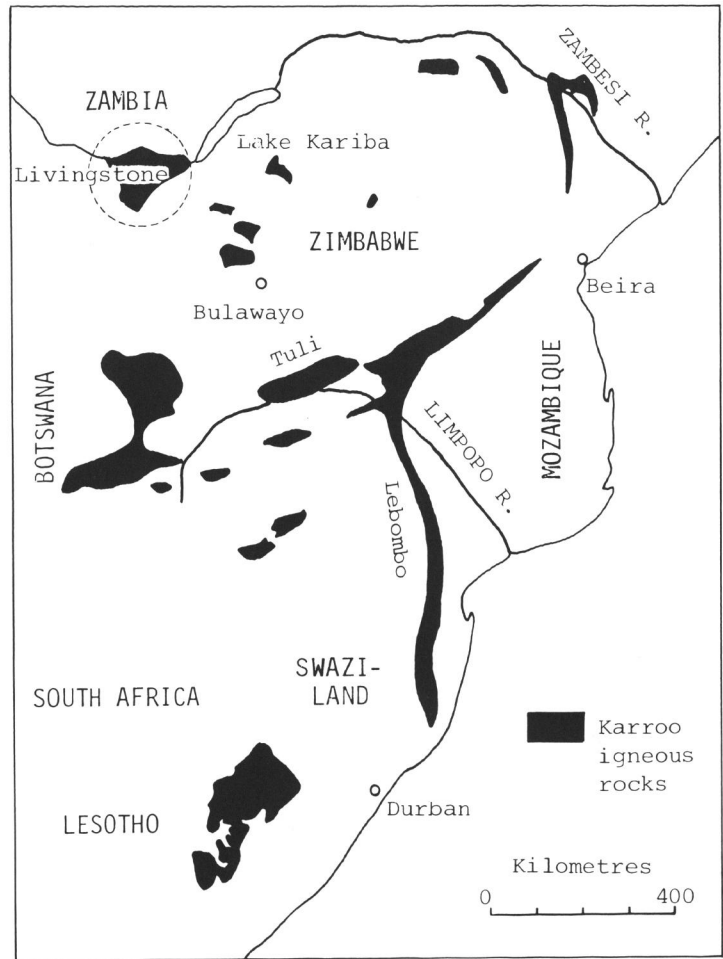 ZAMBESI R.
ZAMBIA
Lake Kariba
Livingstone
ZIMBABWE
Beira
Bulawayo
Tuli
BOTSWANA
MOZAMBIQUE
LIMPOPO R.
Lebombo
SWAZI-
LAND
SOUTH AFRICA
Karroo
igneous
rocks
Durban
LESOTHO
Kilometres
0 400